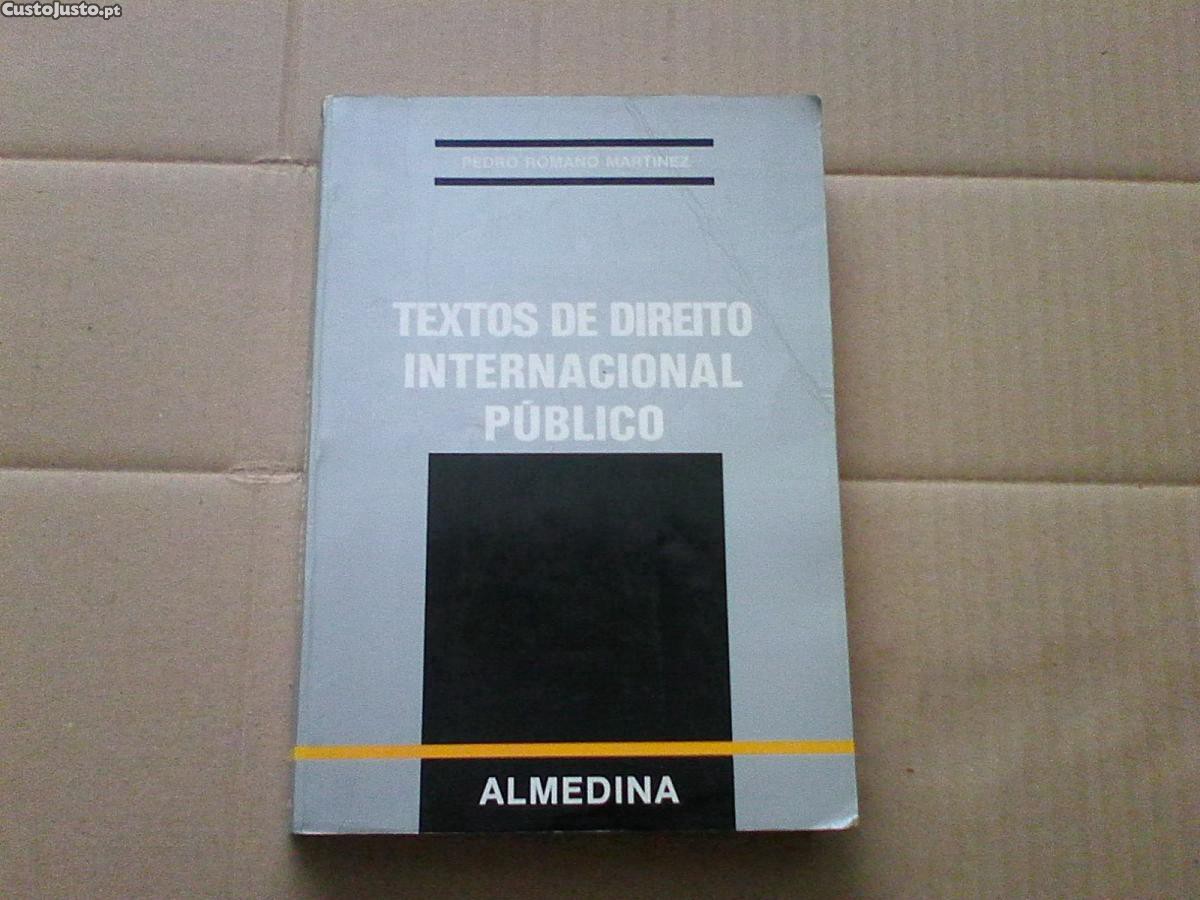 CustoJusto.pt
PEDRO ROMANO MARTINEZ
TEXTOS DE DIREITO
INTERNACIONAL
PÚBLICO
ALMEDINA